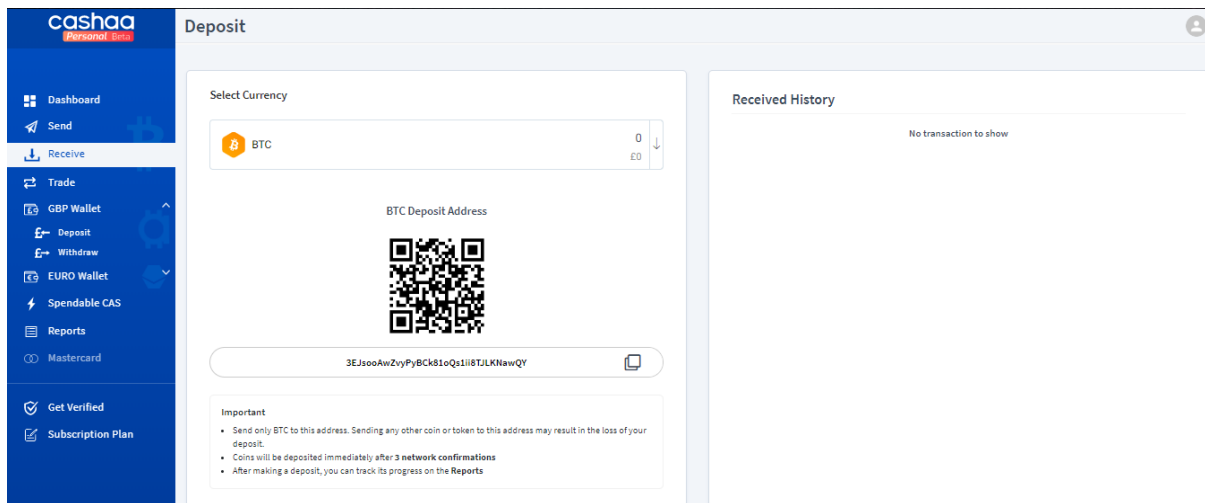 cashaa
Personal Beta
Deposit
Dashboard
Send
Receive
Trade
GBP Wallet
Deposit
Withdraw
EURO Wallet
Spendable CAS
Reports
Mastercard
Get Verified
Subscription Plan
Select Currency
BTC
0
£0
BTC Deposit Address
3EJsooAwZvyPyBCk81oQs1ii8TJLKNawQY
Important
Send only BTC to this address. Sending any other coin or token to this address may result in the loss of your
deposit.
Coins will be deposited immediately after 3 network confirmations
After making a deposit, you can track its progress on the Reports
Received History
No transaction to show